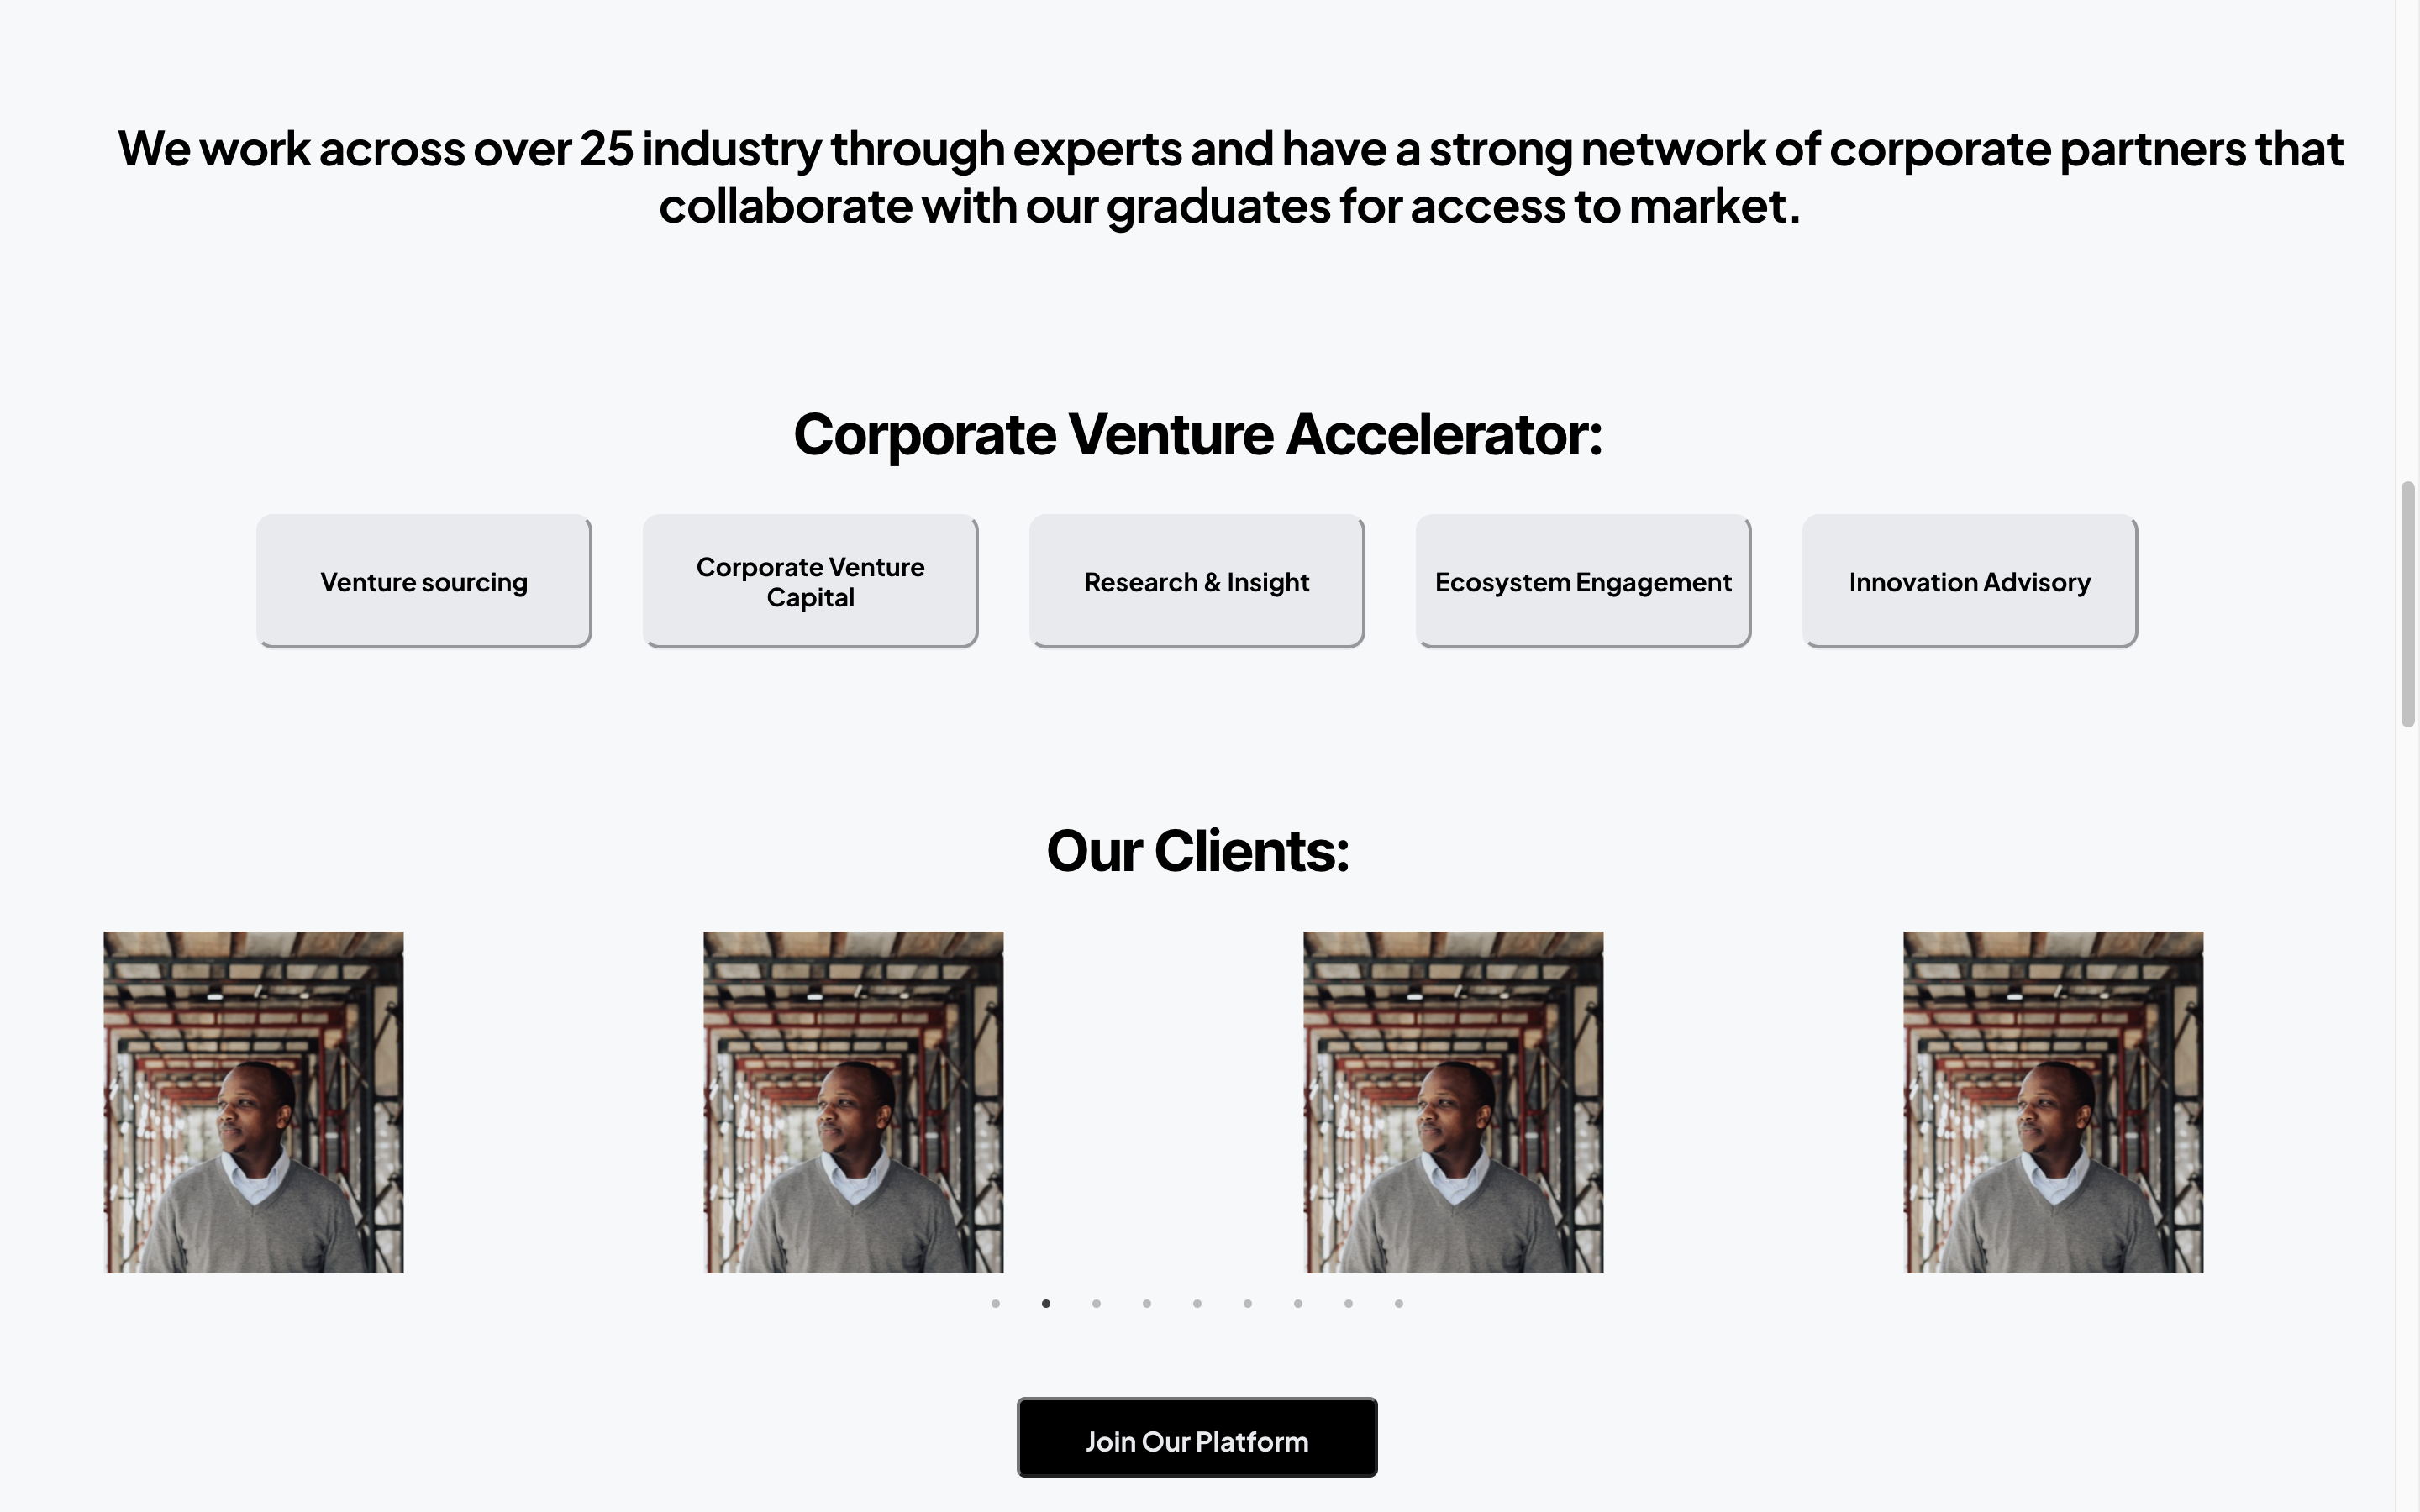 We work across over 25 industry through experts and have a strong network of corporate partners that
collaborate with our graduates for access to market.
Corporate Venture Accelerator:
Venture sourcing
Corporate Venture
Capital
Research & Insight
Ecosystem Engagement
Innovation Advisory
Our Clients:
Join Our Platform